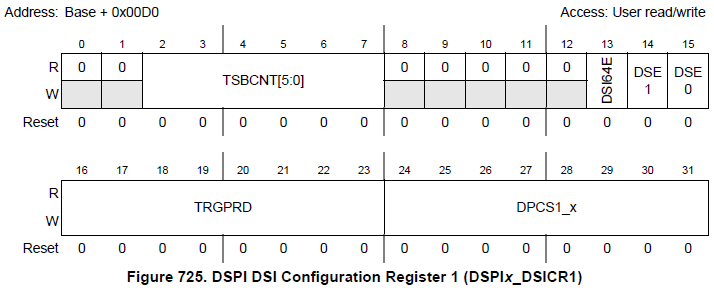 Address: Base + 0x00D0 Access: User read/write
0 1 2 3 4 5 6 7 8 9 10 11 12 13 14 15
R 0 0 TSBCNT[5:0] 0 0 0 0 0 DSI64E DSE1 DSE0
W
Reset 0 0 0 0 0 0 0 0 0 0 0 0 0 0 0 0
16 17 18 19 20 21 22 23 24 25 26 27 28 29 30 31
R TRGPRD DPCS1_x
W
Reset 0 0 0 0 0 0 0 0 0 0 0 0 0 0 0 0
Figure 725. DSPI DSI Configuration Register 1 (DSPIx_DSICR1)